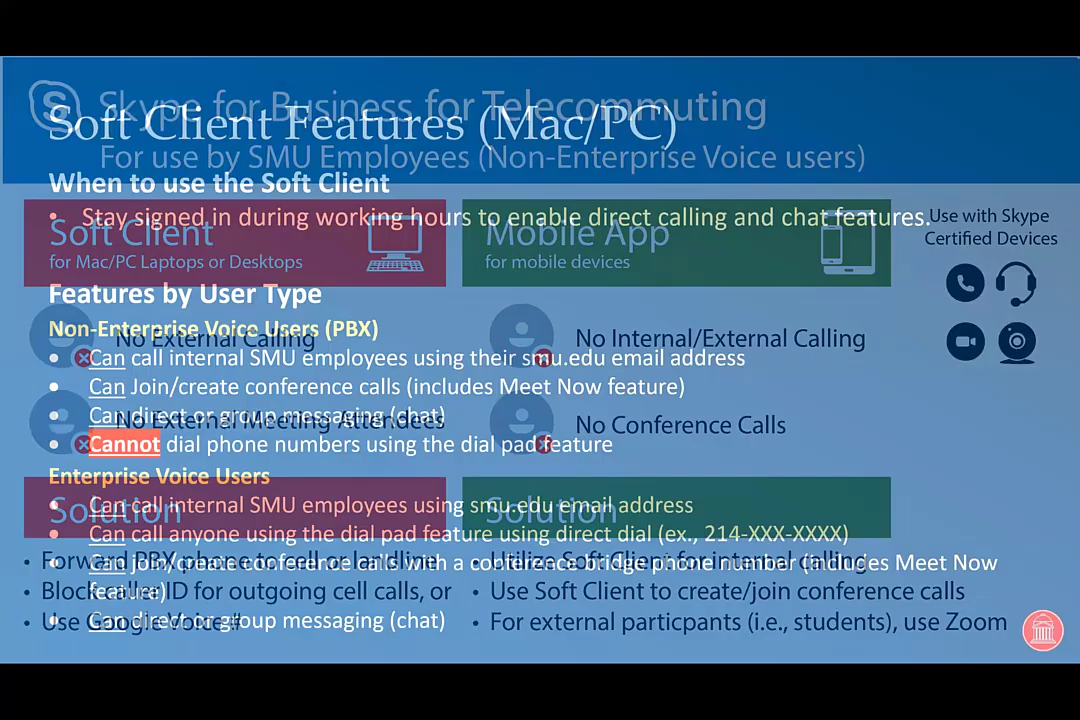 Skype for Business for Telecommuting
For use by SMU Employees (Non-Enterprise Voice users)
Soft Client
for Mac/PC Laptops or Desktops
Mobile App
for mobile devices
Use with Skype
Certified Devices
No External Calling
No External Meeting Attendees
No Internal/External Calling
No Conference Calls
Solution
• Forward PBX phone to cell or landline
• Block caller ID for outgoing cell calls, or
• Use Google Voice #
Solution
• Utilize Soft Client for internal calling
• Use Soft Client to create/join conference calls
• For external particpants (i.e., students), use Zoom
Soft Client Features (Mac/PC)
When to use the Soft Client
• Stay signed in during working hours to enable direct calling and chat features.
Features by User Type
Non-Enterprise Voice Users (PBX)
• Can call internal SMU employees using their smu.edu email address
• Can Join/create conference calls (includes Meet Now feature)
• Can direct or group messaging (chat)
• Cannot dial phone numbers using the dial pad feature
Enterprise Voice Users
• Can call internal SMU employees using smu.edu email address
• Can call anyone using the dial pad feature using direct dial (ex., 214-XXX-XXXX)
• Can join/create conference calls with a conference bridge phone number (includes Meet Now
feature)
• Can direct or group messaging (chat)